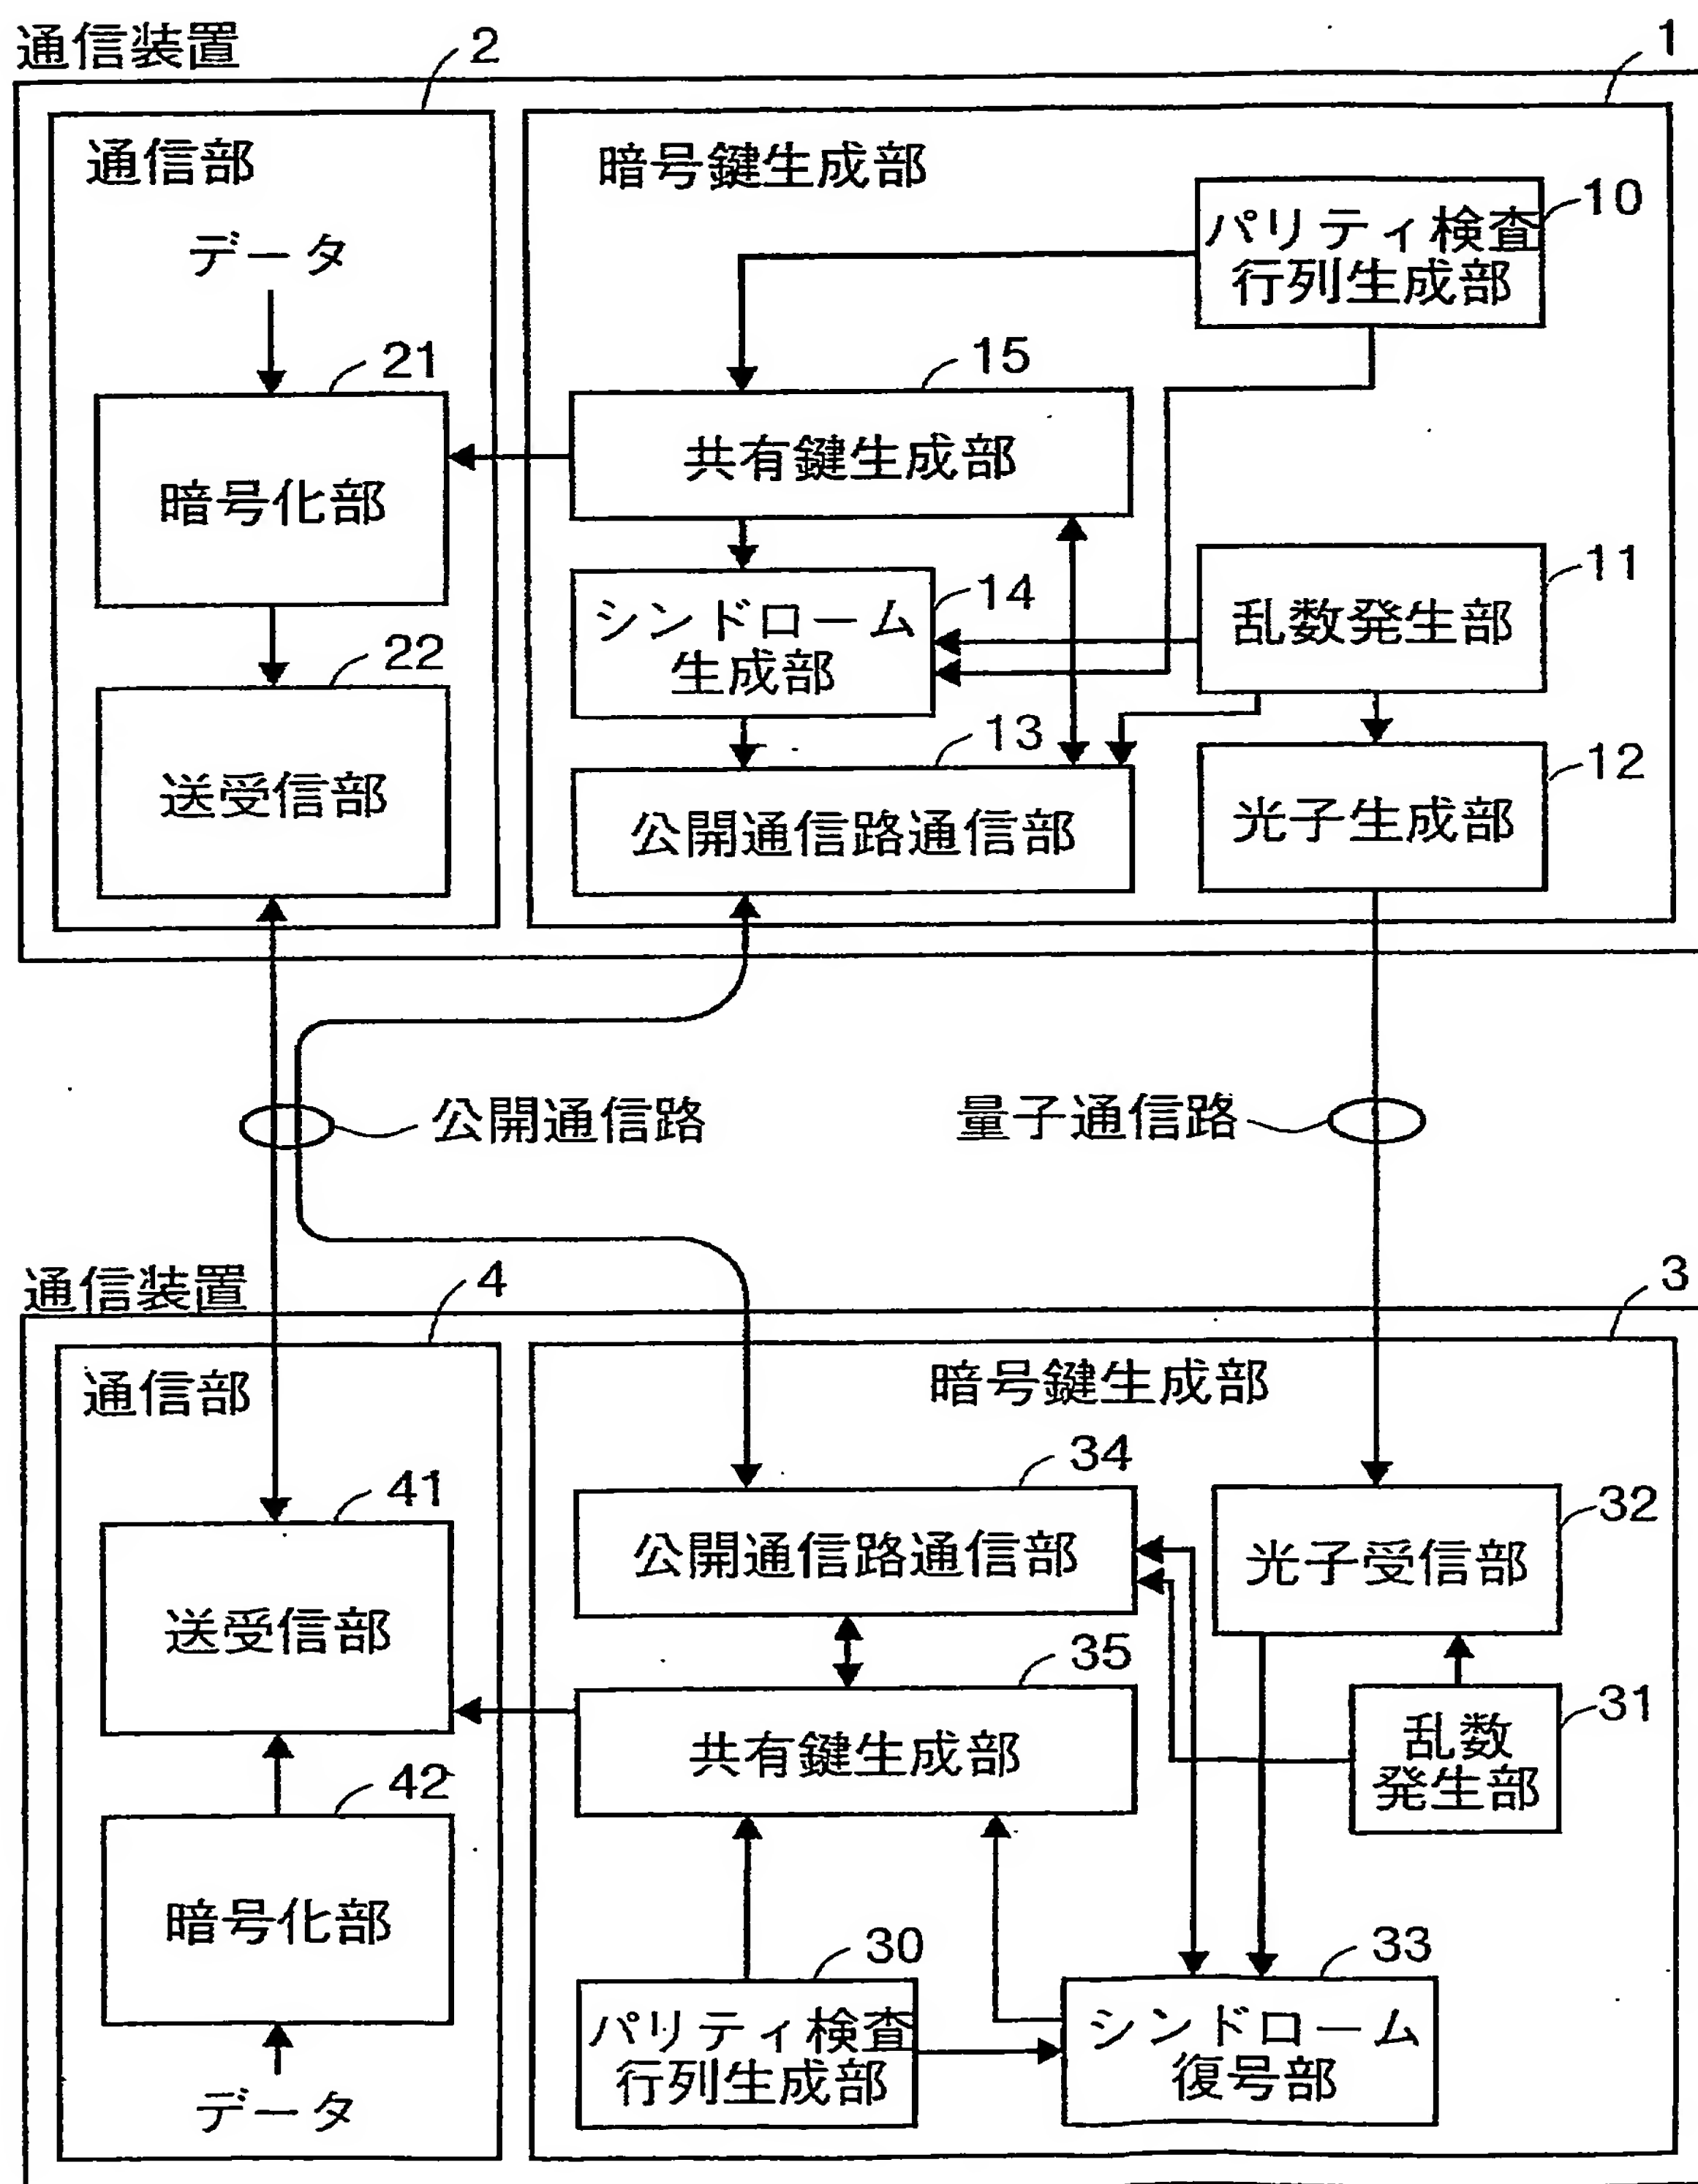 通信装置
2
1
通信部
暗号鍵生成部
10
パリティ検査
行列生成部
データ
21
15
共有鍵生成部
暗号化部
11
14
シンドローム
生成部
乱数発生部
22
13
12
送受信部
公開通信路通信部
光子生成部
公開通信路
量子通信路
通信装置
4
3
通信部
暗号鍵生成部
34
41
32
公開通信路通信部
光子受信部
送受信部
35
31
乱数
発生部
共有鍵生成部
42
暗号化部
30
33
パリティ検査
行列生成部
シンドローム
復号部
データ